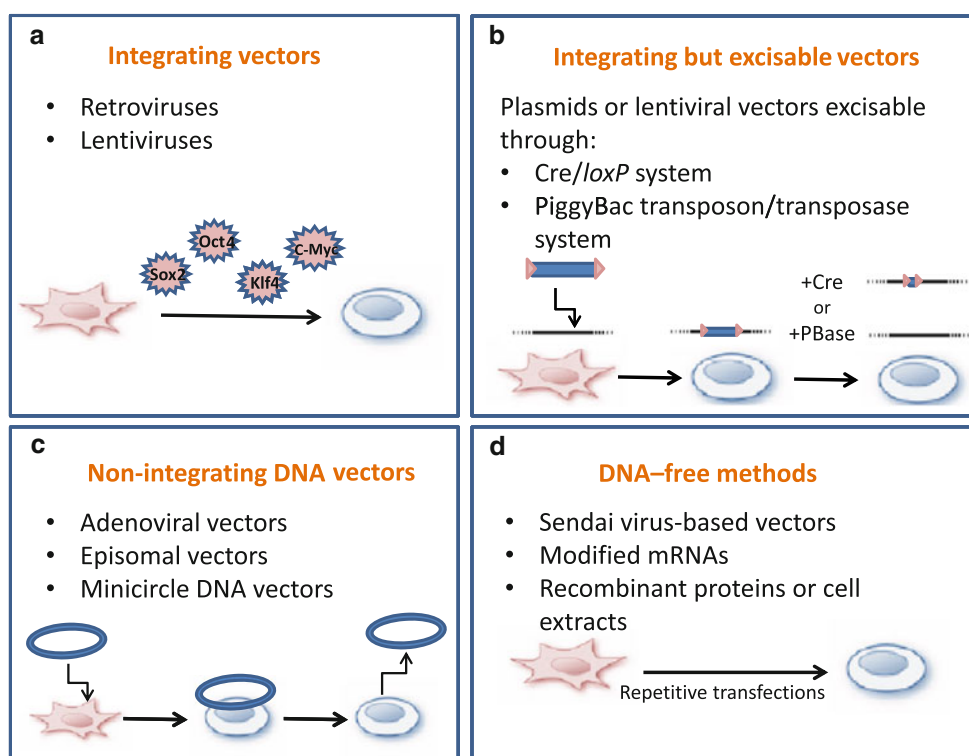 a
Integrating vectors
• Retroviruses
• Lentiviruses
Oct4
C-Myc
Sox2
Klf4
b
Integrating but excisable vectors
Plasmids or lentiviral vectors excisable
through:
• Cre/loxP system
• PiggyBac transposon/transposase
system
+Cre
or
+PBase
c
Non-integrating DNA vectors
• Adenoviral vectors
• Episomal vectors
• Minicircle DNA vectors
d
DNA–free methods
• Sendai virus-based vectors
• Modified mRNAs
• Recombinant proteins or cell
extracts
Repetitive transfections